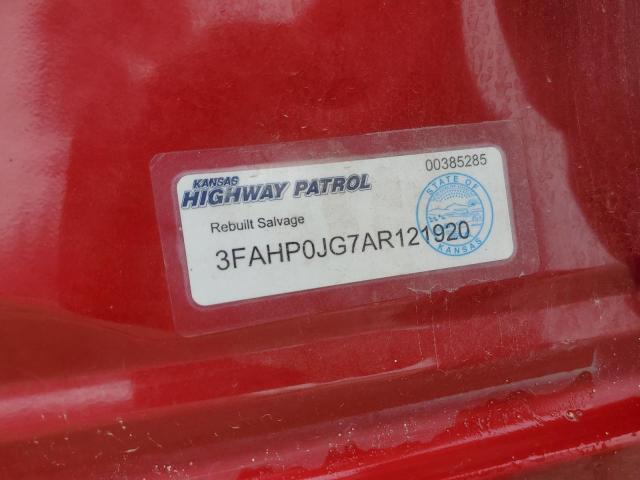 00385285
KANSAS
HIGHWAY PATROL
Rebuilt Salvage
3FAHP0JG7AR121920
STATE OF
KANSAS